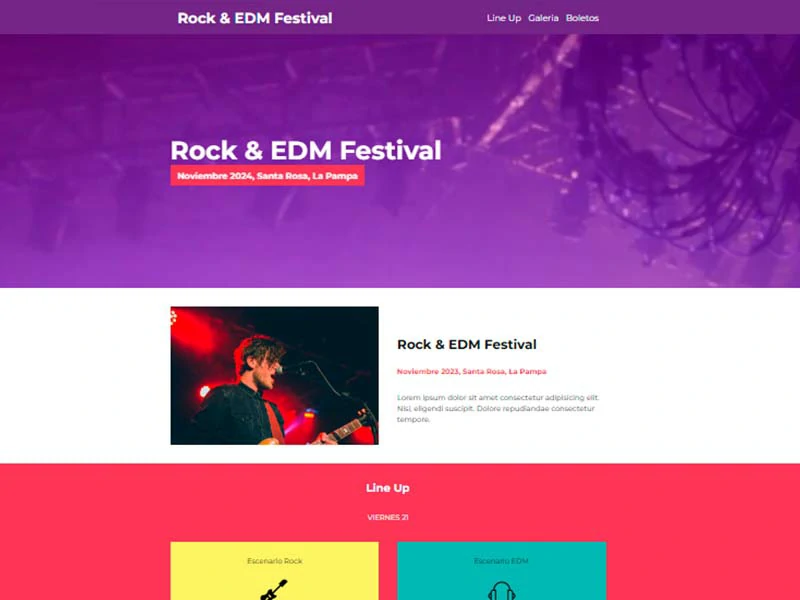 Rock & EDM Festival
Line Up Galeria Boletos
Rock & EDM Festival
Noviembre 2024, Santa Rosa, La Pampa
Rock & EDM Festival
Noviembre 2023, Santa Rosa, La Pampa
Lorem ipsum dolor sit amet consectetur adipisicing elit.
Nisi, eligendi suscipit. Dolore repudiandae consectetur
tempore.
Line Up
VIERNES 21
Escenario Rock
Escenario EDM